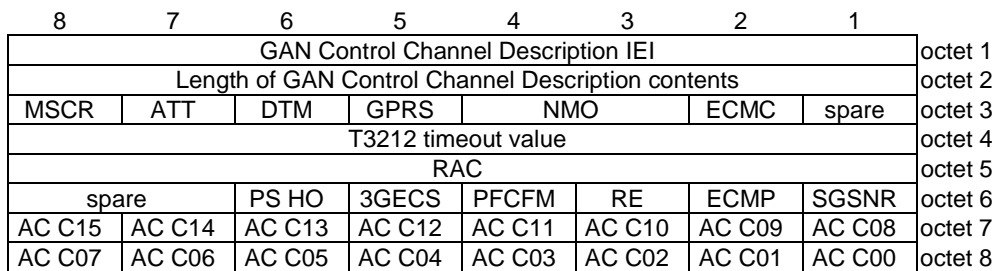 8 7 6 5 4 3 2 1
GAN Control Channel Description IEI octet 1
Length of GAN Control Channel Description contents octet 2
MSCR ATT DTM GPRS NMO ECMC spare octet 3
T3212 timeout value octet 4
RAC octet 5
spare PS HO 3GECS PFCFM RE ECMP SGSNR octet 6
AC C15 AC C14 AC C13 AC C12 AC C11 AC C10 AC C09 AC C08 octet 7
AC C07 AC C06 AC C05 AC C04 AC C03 AC C02 AC C01 AC C00 octet 8